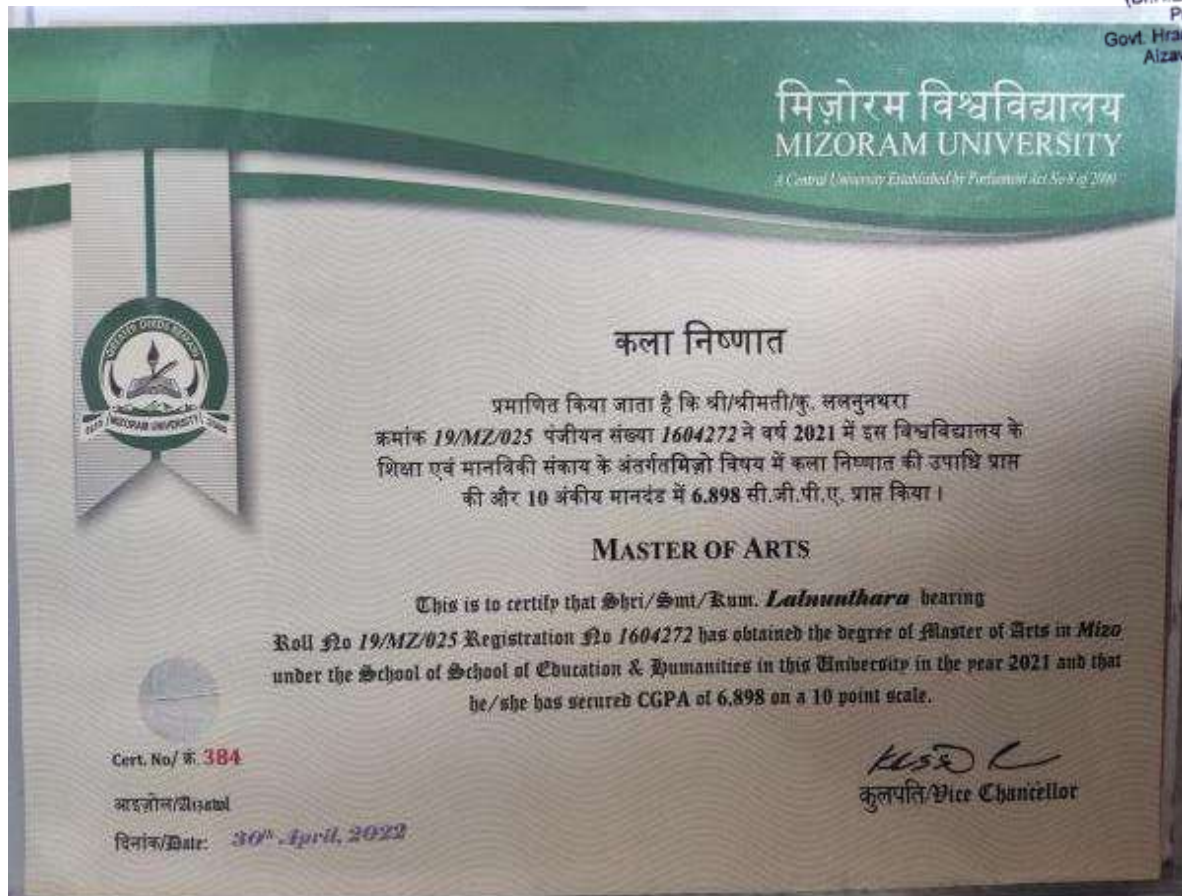 Govt.
मिज़ोरम विश्वविद्यालय
MIZORAM UNIVERSITY
A Central University Established by Parliament Act No 8 of 2000
MIZORAM UNIVERSITY
कला निष्णात
प्रमाणित किया जाता है कि श्री/श्रीमती/कु. ललनुनथरा
क्रमांक 19/MZ/025 पंजीयन संख्या 1604272 ने वर्ष 2021 में इस विश्वविद्यालय के
शिक्षा एवं मानविकी संकाय के अंतर्गतमिज़ो विषय में कला निष्णात की उपाधि प्राप्त
की और 10 अंकीय मानदंड में 6.898 सी.जी.पी.ए. प्राप्त किया।
MASTER OF ARTS
This is to certify that Shri/Smt/Kum. Lalnunthara bearing
Roll No 19/MZ/025 Registration No 1604272 has obtained the degree of Master of Arts in Mizo
under the School of School of Education & Humanities in this University in the year 2021 and that
he/she has secured CGPA of 6.898 on a 10 point scale.
Cert. No/ क्र. 384
कुलपति/Vice Chancellor
आइज़ोल/Aizawl
दिनांक/Date: 30th April, 2022